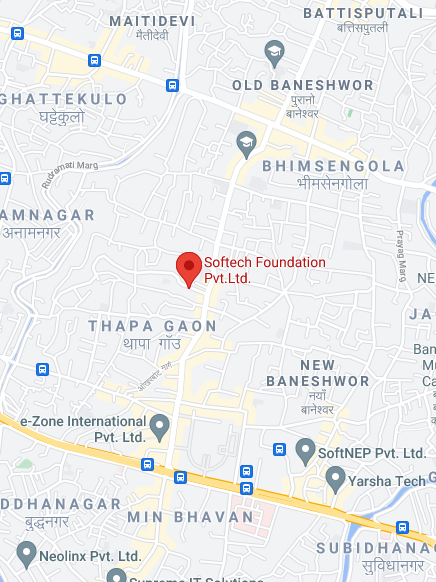 BATTISPUTALI
बत्तिसपुतली
MAITIDEVI
मैतीदेवी
OLD BANESHWOR
पुरानो
बानेश्वर
GHATTEKULO
घट्टेकुलो
BHIMSENGOLA
भीमसेनगोला
Rudramati Marg
AMNAGAR
अनामनगर
Prayag Marg
Softech Foundation
Pvt.Ltd.
NE
JA
THAPA GAON
थापा गाँउ
Ban
Mu
Ca
NEW
BANESHWOR
नयाँ
बानेश्वर
e-Zone International
Pvt. Ltd.
SoftNEP Pvt. Ltd.
Yarsha Tech
DDHANAGAR
बुद्धनगर
MIN BHAVAN
SUBIDHANAG
सुविधानगर
Neolinx Pvt. Ltd.
Supreme IT Solutions